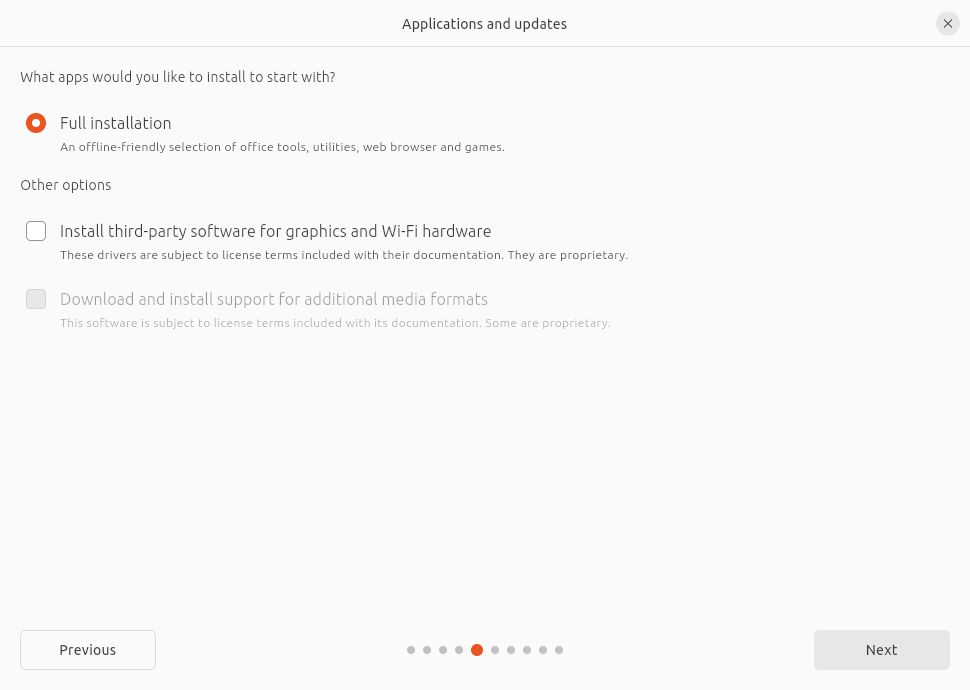 Applications and updates
What apps would you like to install to start with?
Full installation
An offline-friendly selection of office tools, utilities, web browser and games.
Other options
Install third-party software for graphics and Wi-Fi hardware
These drivers are subject to license terms included with their documentation. They are proprietary.
Download and install support for additional media formats
This software is subject to license terms included with its documentation. Some are proprietary.
Previous
Next